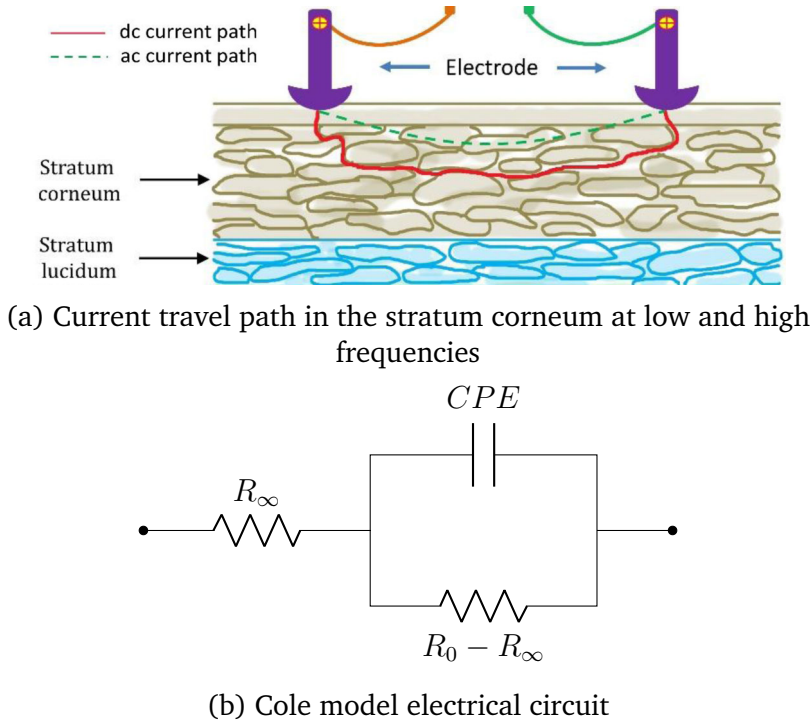 dc current path
ac current path
Electrode
Stratum
corneum
Stratum
lucidum
(a) Current travel path in the stratum corneum at low and high
frequencies
CPE
R∞
R0 − R∞
(b) Cole model electrical circuit